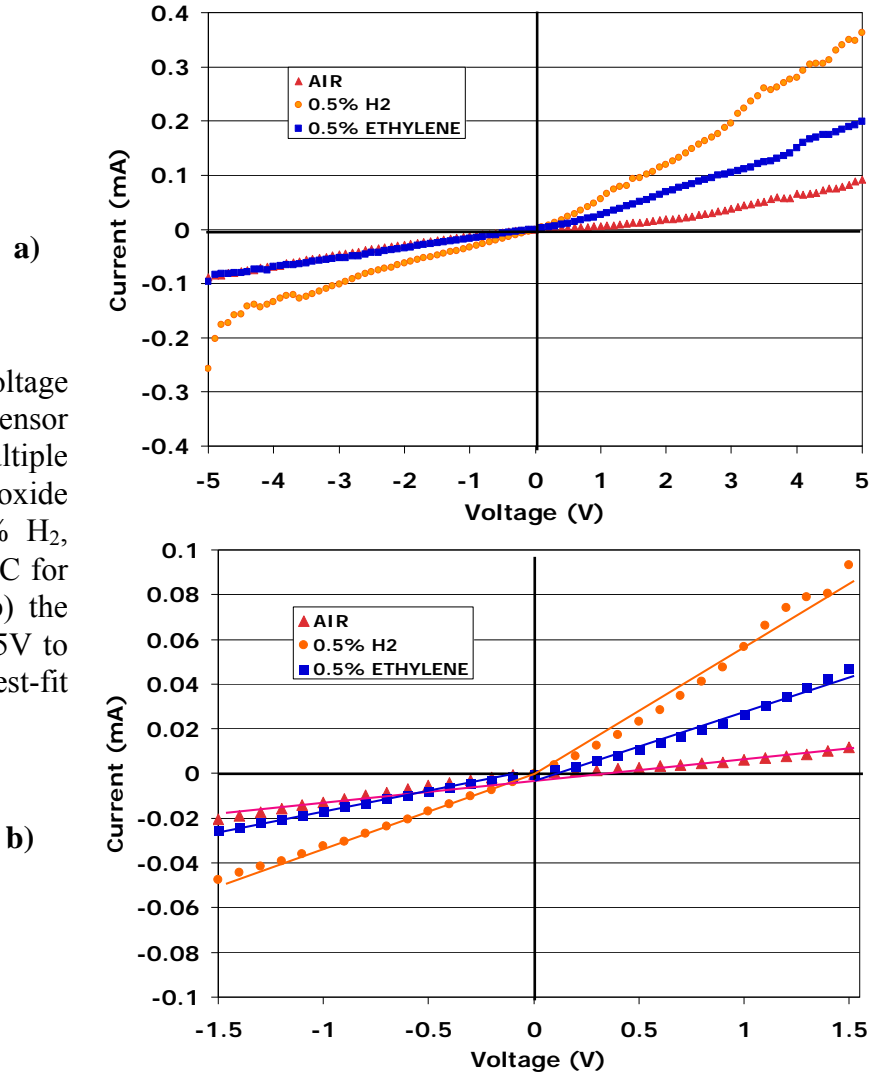 0.4
0.3
0.2
0.1
0
-0.1
-0.2
-0.3
-0.4
Current (mA)
AIR
0.5% H2
0.5% ETHYLENE
a)
-5 -4 -3 -2 -1 0 1 2 3 4 5
Voltage (V)
oltage
ensor
ltiple
oxide
% H2,
C for
) the
5V to
est-fit
0.1
0.08
0.06
0.04
0.02
0
-0.02
-0.04
-0.06
-0.08
-0.1
Current (mA)
AIR
0.5% H2
0.5% ETHYLENE
b)
-1.5 -1 -0.5 0 0.5 1 1.5
Voltage (V)